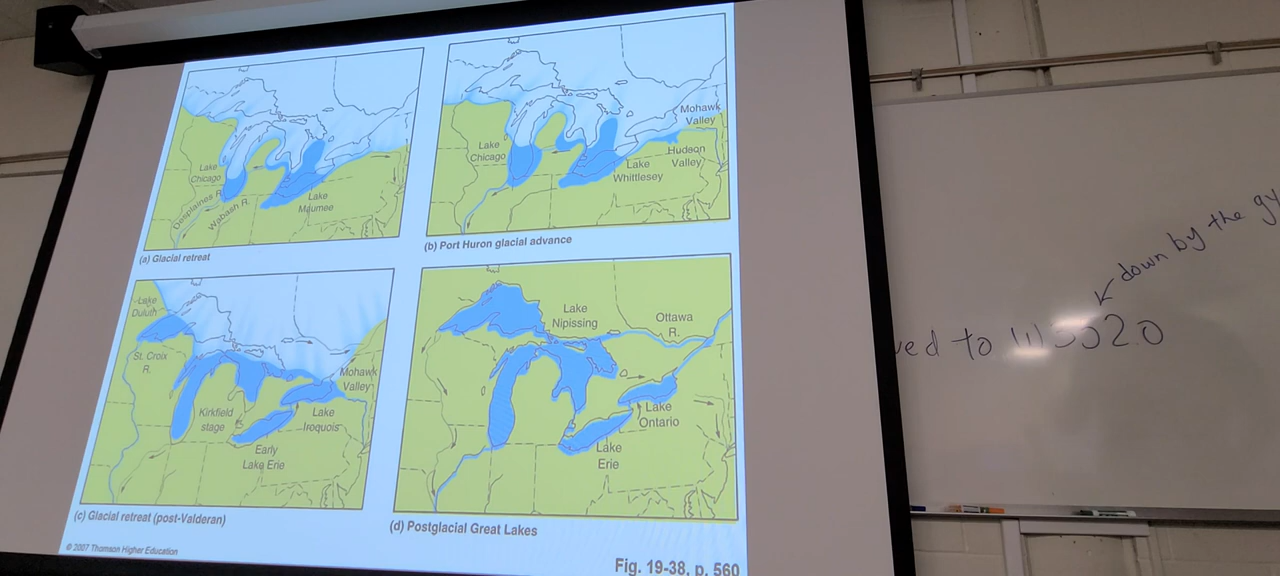 Lake
Chicago
Desplaines R.
Wabash R.
Lake
Maumee
(a) Glacial retreat
Lake
Chicago
Mohawk
Valley
Hudson
Valley
Lake
Whittlesey
(b) Port Huron glacial advance
Lake
Duluth
St. Croix
R.
Kirkfield
stage
Mohawk
Valley
Lake
Iroquois
Early
Lake Erie
(c) Glacial retreat (post-Valderan)
Lake
Nipissing
Ottawa
R.
Lake
Ontario
Lake
Erie
(d) Postglacial Great Lakes
© 2007 Thomson Higher Education
Fig. 19-38, p. 560
down by the gy
ved to